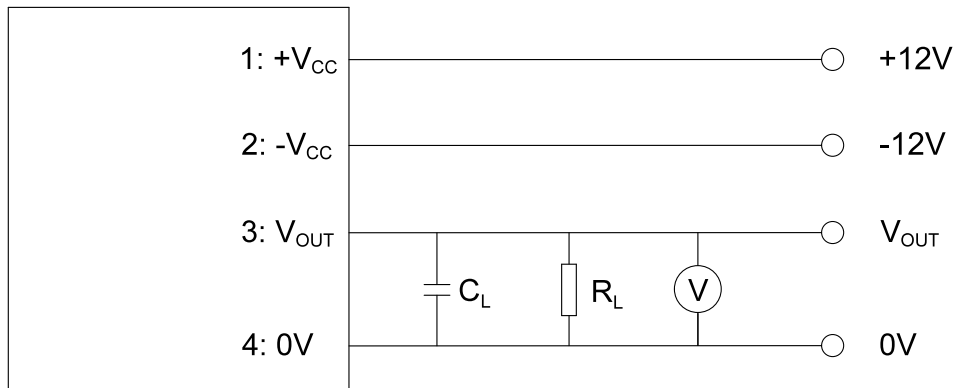 1: +VCC +12V
2: -VCC -12V
3: VOUT VOUT
CL RL V
4: 0V 0V